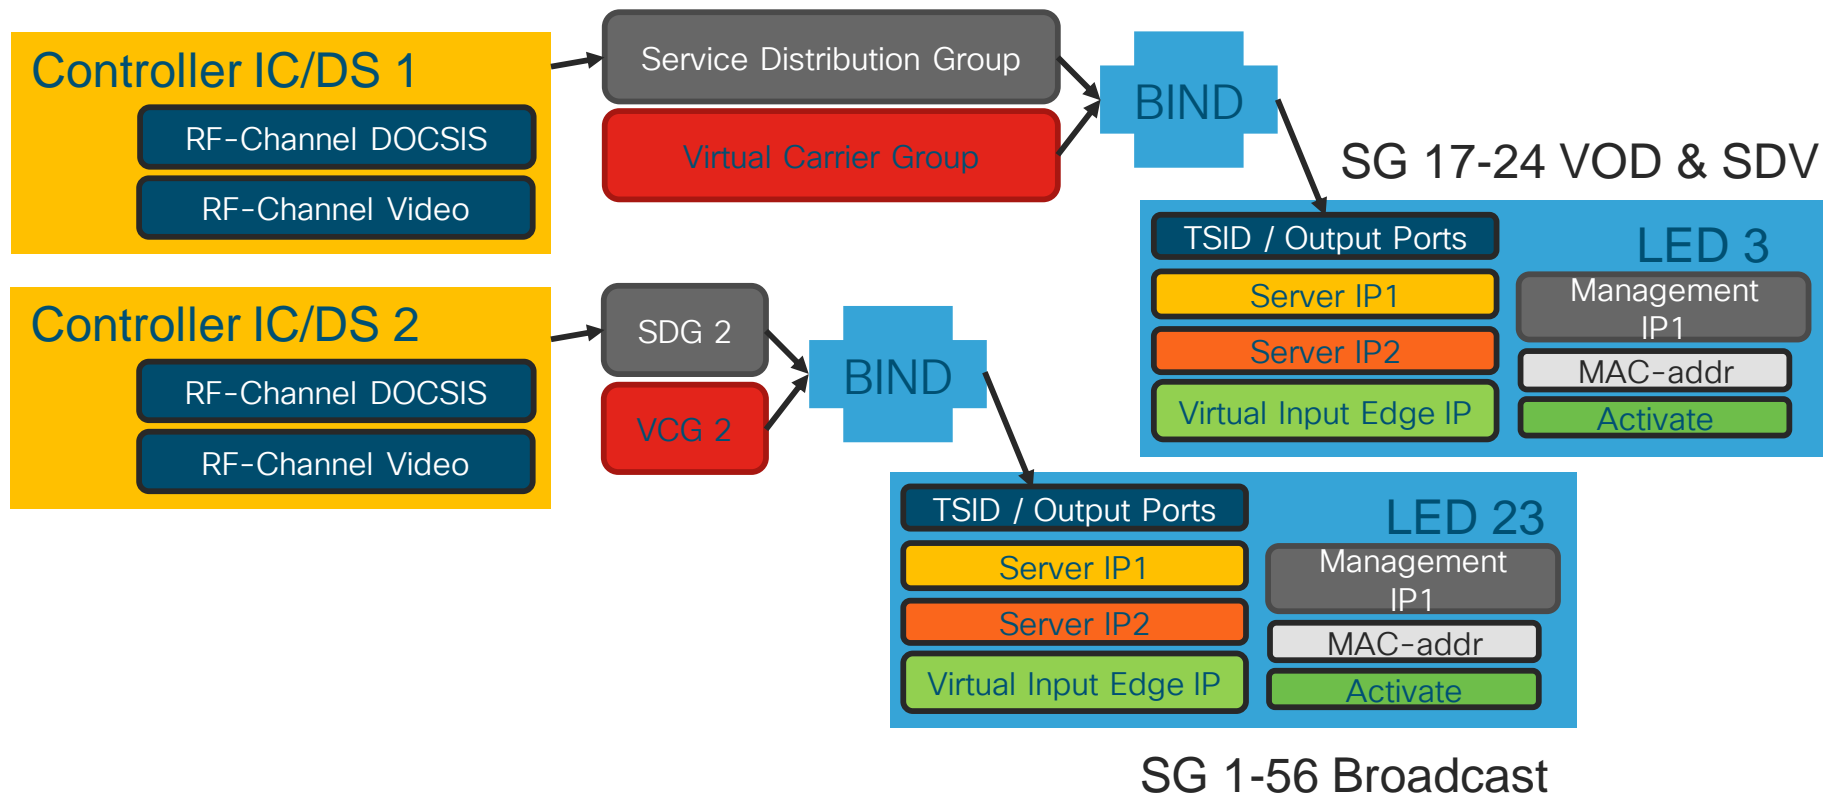 Controller IC/DS 1
RF-Channel DOCSIS
RF-Channel Video
Service Distribution Group
Virtual Carrier Group
BIND
SG 17-24 VOD & SDV
TSID / Output Ports
LED 3
Server IP1
Server IP2
Virtual Input Edge IP
Management
IP1
MAC-addr
Activate
Controller IC/DS 2
RF-Channel DOCSIS
RF-Channel Video
SDG 2
VCG 2
BIND
TSID / Output Ports
LED 23
Server IP1
Server IP2
Virtual Input Edge IP
Management
IP1
MAC-addr
Activate
SG 1-56 Broadcast